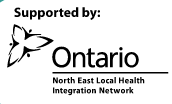 Supported by:
Ontario
North East Local Health
Integration Network